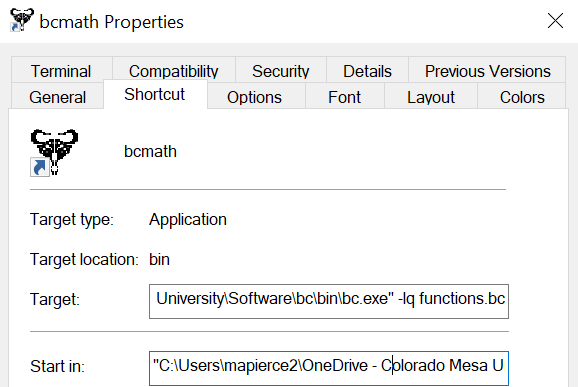 bcmath Properties
Terminal Compatibility Security Details Previous Versions
General Shortcut Options Font Layout Colors
bcmath
Target type: Application
Target location: bin
Target: University\Software\bc\bin\bc.exe" -lq functions.bc
Start in: "C:\Users\mapierce2\OneDrive - Colorado Mesa U